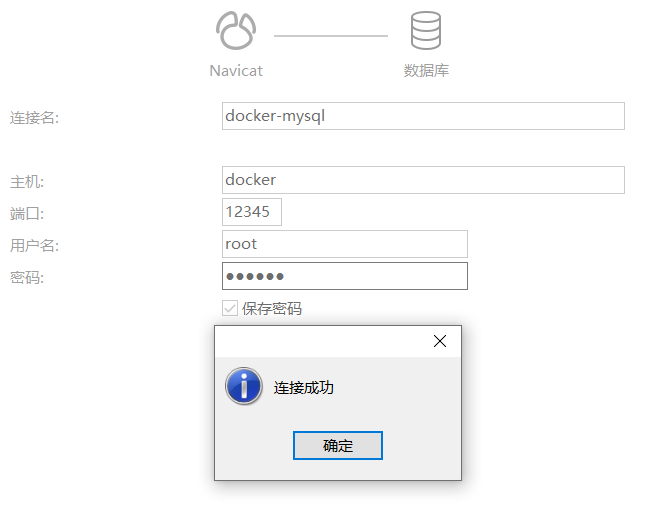 Navicat
数据库
连接名:
docker-mysql
主机:
docker
端口:
12345
用户名:
root
密码:
●●●●●●
保存密码
连接成功
确定